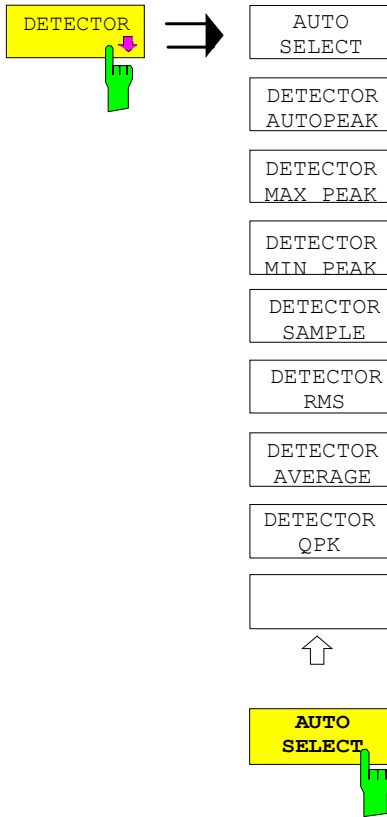 DETECTOR
AUTO
SELECT
DETECTOR
AUTOPEAK
DETECTOR
MAX PEAK
DETECTOR
MIN PEAK
DETECTOR
SAMPLE
DETECTOR
RMS
DETECTOR
AVERAGE
DETECTOR
QPK
AUTO
SELECT